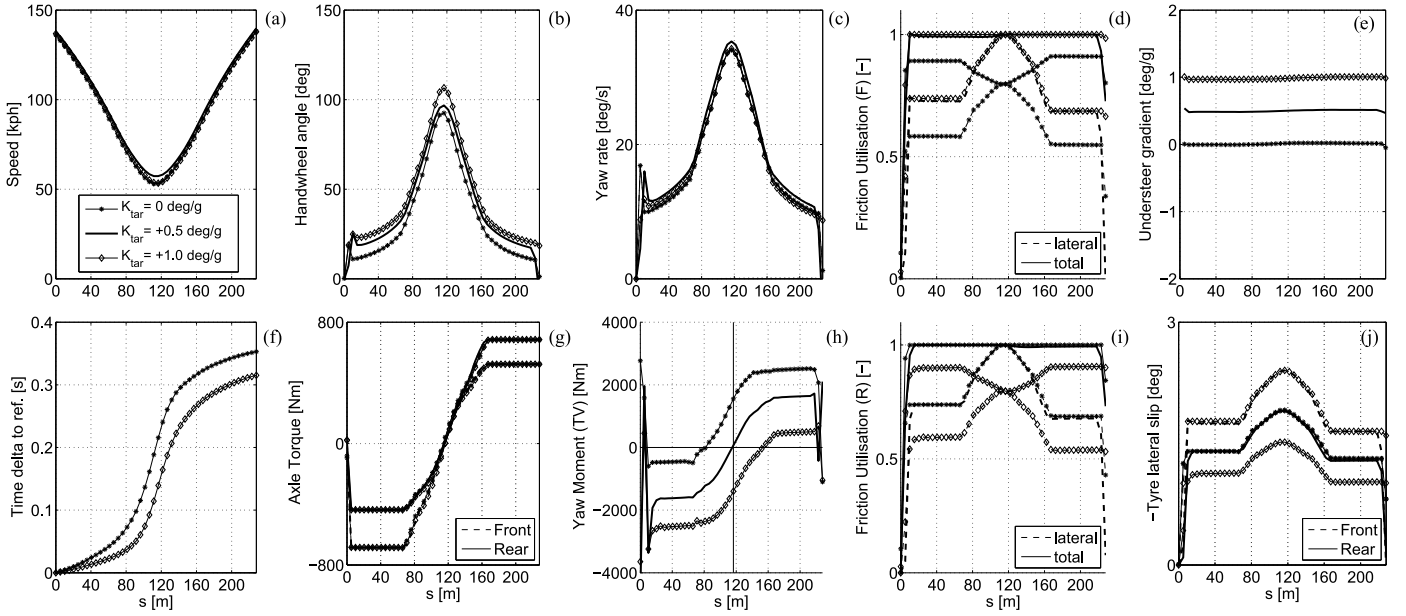 (a)
Speed [kph]
150
100
50
0
0 40 80 120 160 200
K_tar= 0 deg/g
K_tar= +0.5 deg/g
K_tar= +1.0 deg/g
(b)
Handwheel angle [deg]
150
100
50
0
0 40 80 120 160 200
(c)
Yaw rate [deg/s]
40
20
0
0 40 80 120 160 200
(d)
Friction Utilisation (F) [−]
1
0.5
0
0 40 80 120 160 200
lateral
total
(e)
Understeer gradient [deg/g]
2
1
0
−1
−2
0 40 80 120 160 200
(f)
Time delta to ref. [s]
0.4
0.3
0.2
0.1
0
0 40 80 120 160 200
s [m]
(g)
Axle Torque [Nm]
800
0
−800
0 40 80 120 160 200
s [m]
Front
Rear
(h)
Yaw Moment (TV) [Nm]
4000
2000
0
−2000
−4000
0 40 80 120 160 200
s [m]
(i)
Friction Utilisation (R) [−]
1
0.5
0
0 40 80 120 160 200
s [m]
lateral
total
(j)
−Tyre lateral slip [deg]
3
0
0 40 80 120 160 200
s [m]
Front
Rear